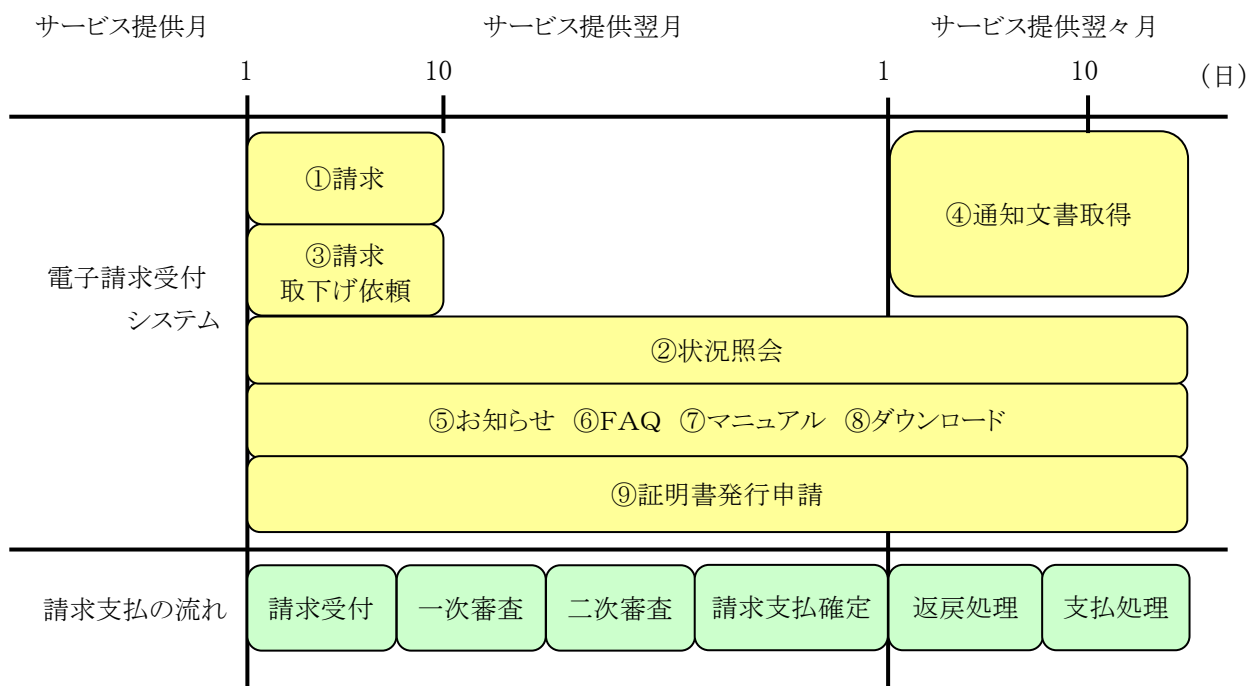 サービス提供月
サービス提供翌月
サービス提供翌々月
1
10
1
10
(日)
①請求
③請求
取下げ依頼
④通知文書取得
電子請求受付
システム
②状況照会
⑤お知らせ ⑥FAQ ⑦マニュアル ⑧ダウンロード
⑨証明書発行申請
請求支払の流れ
請求受付
一次審査
二次審査
請求支払確定
返戻処理
支払処理